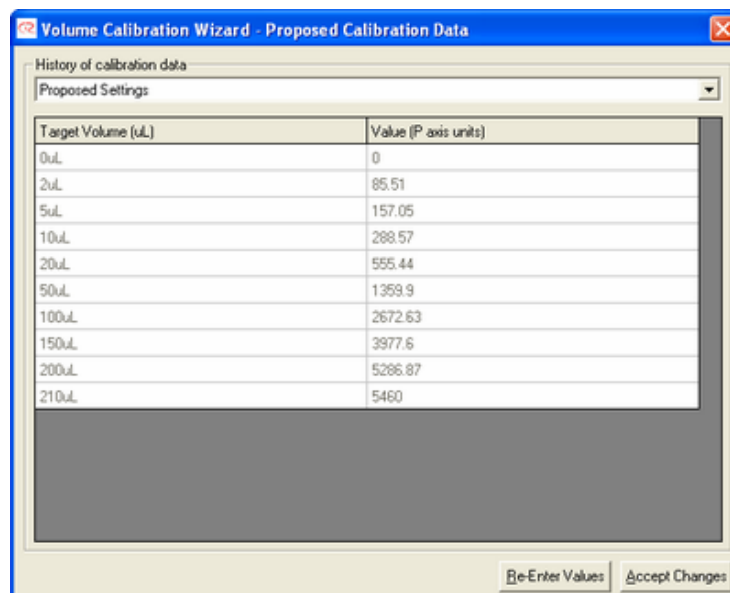 Volume Calibration Wizard - Proposed Calibration Data
History of calibration data
Proposed Settings
Target Volume (uL) Value (P axis units)
0uL 0
2uL 85.51
5uL 157.05
10uL 288.57
20uL 555.44
50uL 1359.9
100uL 2672.63
150uL 3977.6
200uL 5286.87
210uL 5460
Re-Enter Values Accept Changes